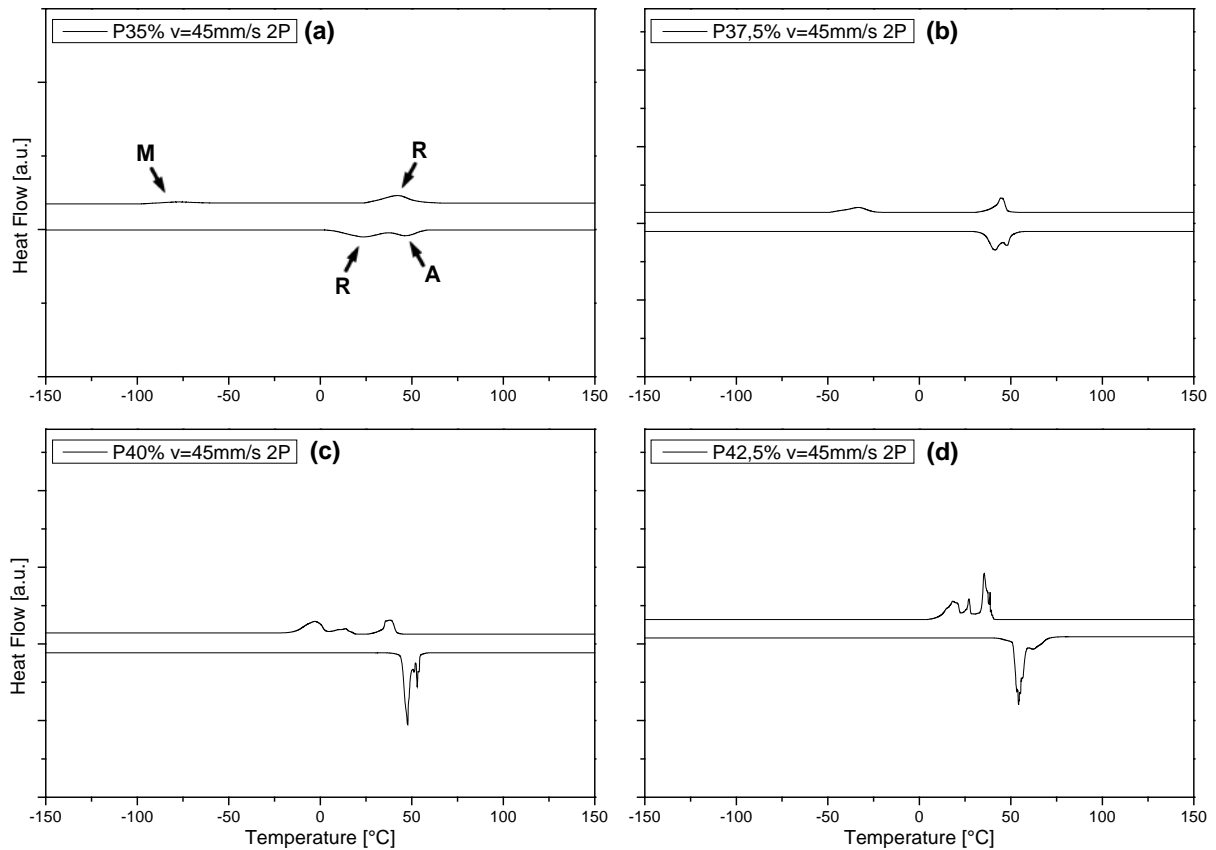 P35% v=45mm/s 2P (a)
P37,5% v=45mm/s 2P (b)
Heat Flow [a.u.]
M
R
R
A
-150 -100 -50 0 50 100 150
-150 -100 -50 0 50 100 150
P40% v=45mm/s 2P (c)
P42,5% v=45mm/s 2P (d)
Heat Flow [a.u.]
-150 -100 -50 0 50 100 150
-150 -100 -50 0 50 100 150
Temperature [°C]
Temperature [°C]